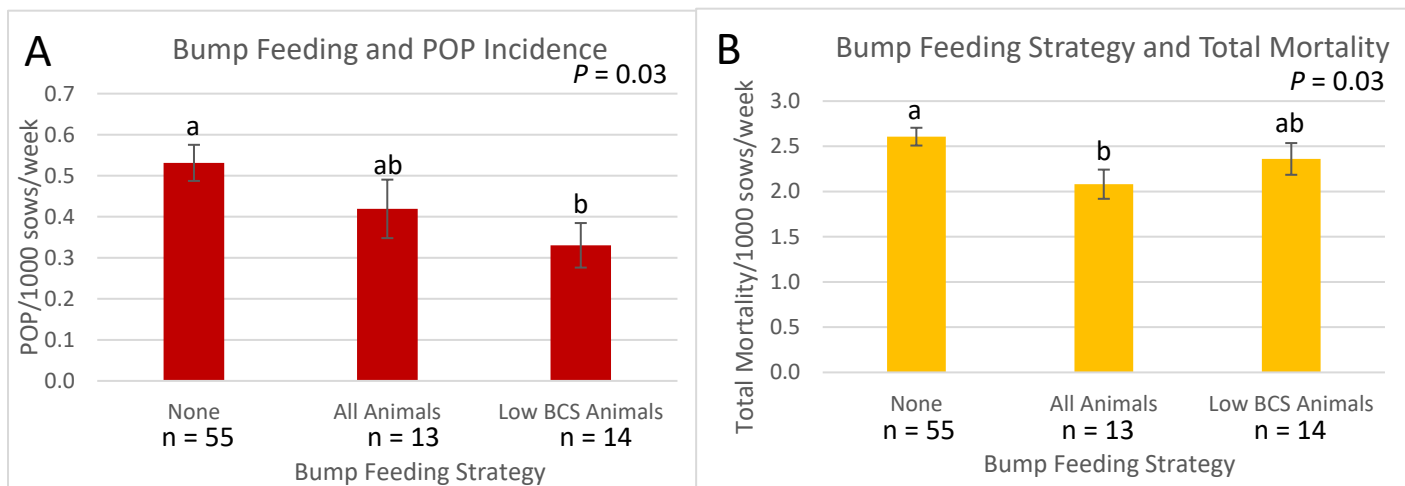 A
Bump Feeding and POP Incidence
P = 0.03
POP/1000 sows/week
0.7
0.6
0.5
0.4
0.3
0.2
0.1
0.0
a
ab
b
None All Animals Low BCS Animals
n = 55 n = 13 n = 14
Bump Feeding Strategy
B
Bump Feeding Strategy and Total Mortality
P = 0.03
Total Mortality/1000 sows/week
3.0
2.5
2.0
1.5
1.0
0.5
0.0
a
b
ab
None All Animals Low BCS Animals
n = 55 n = 13 n = 14
Bump Feeding Strategy